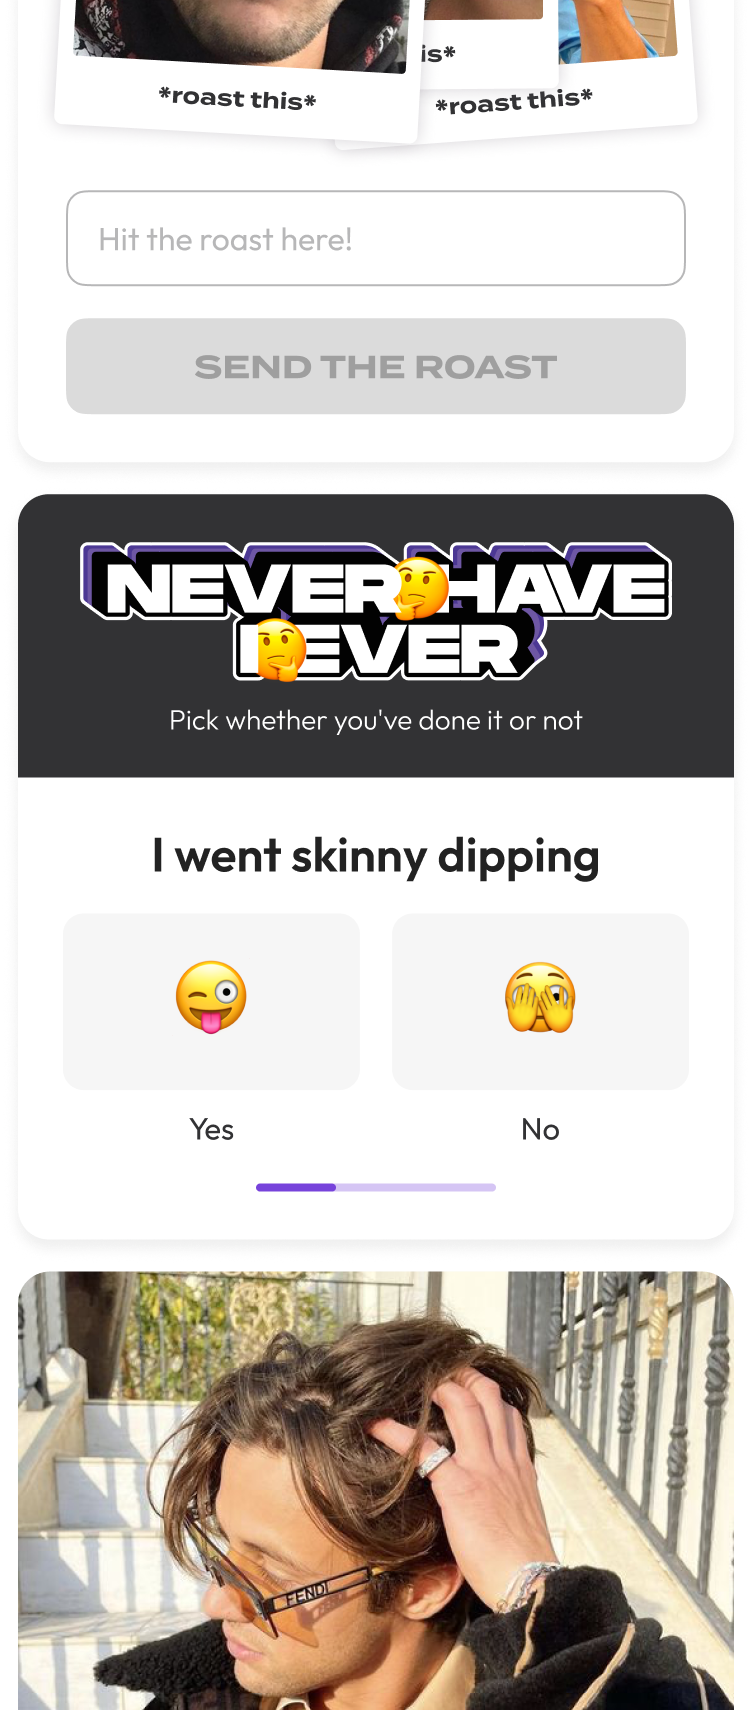 is*
*roast this*
*roast this*
Hit the roast here!
SEND THE ROAST
NEVER HAVE
I EVER
Pick whether you've done it or not
I went skinny dipping
Yes
No
FENDI